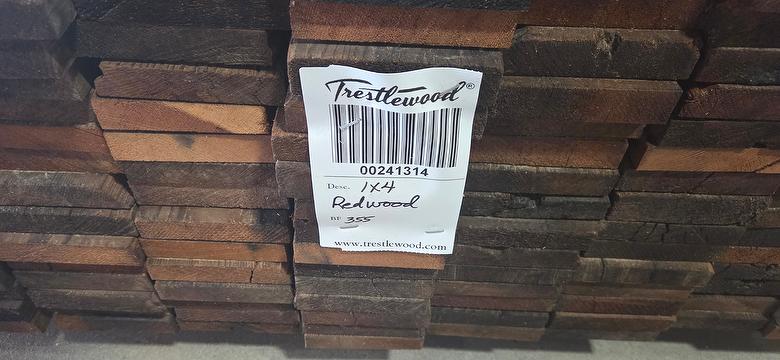 Trestlewood®
00241314
Desc. 1x4
Redwood
BF 355
www.trestlewood.com